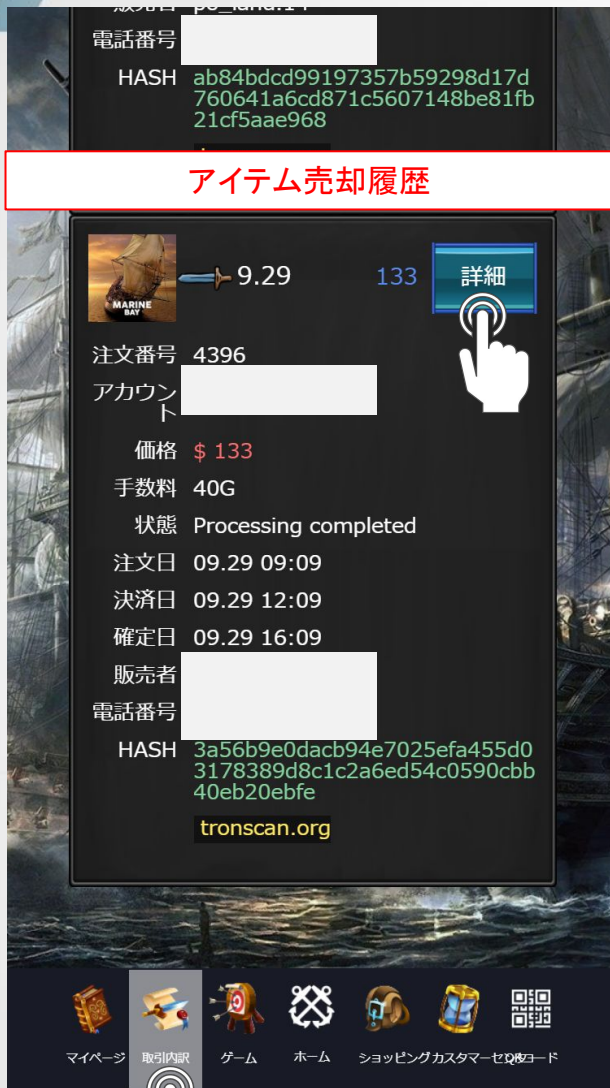 電話番号
HASH ab84bdcd99197357b59298d17d
760641a6cd871c5607148be81fb
21cf5aae968
アイテム売却履歴
MARINE
BAY
9.29 133 詳細
注文番号 4396
アカウン
ト
価格 $ 133
手数料 40G
状態 Processing completed
注文日 09.29 09:09
決済日 09.29 12:09
確定日 09.29 16:09
販売者
電話番号
HASH 3a56b9e0dacb94e7025efa455d0
3178389d8c1c2a6ed54c0590cbb
40eb20ebfe
tronscan.org
マイページ 取引内訳 ゲーム ホーム ショッピング カスタマーセ コード